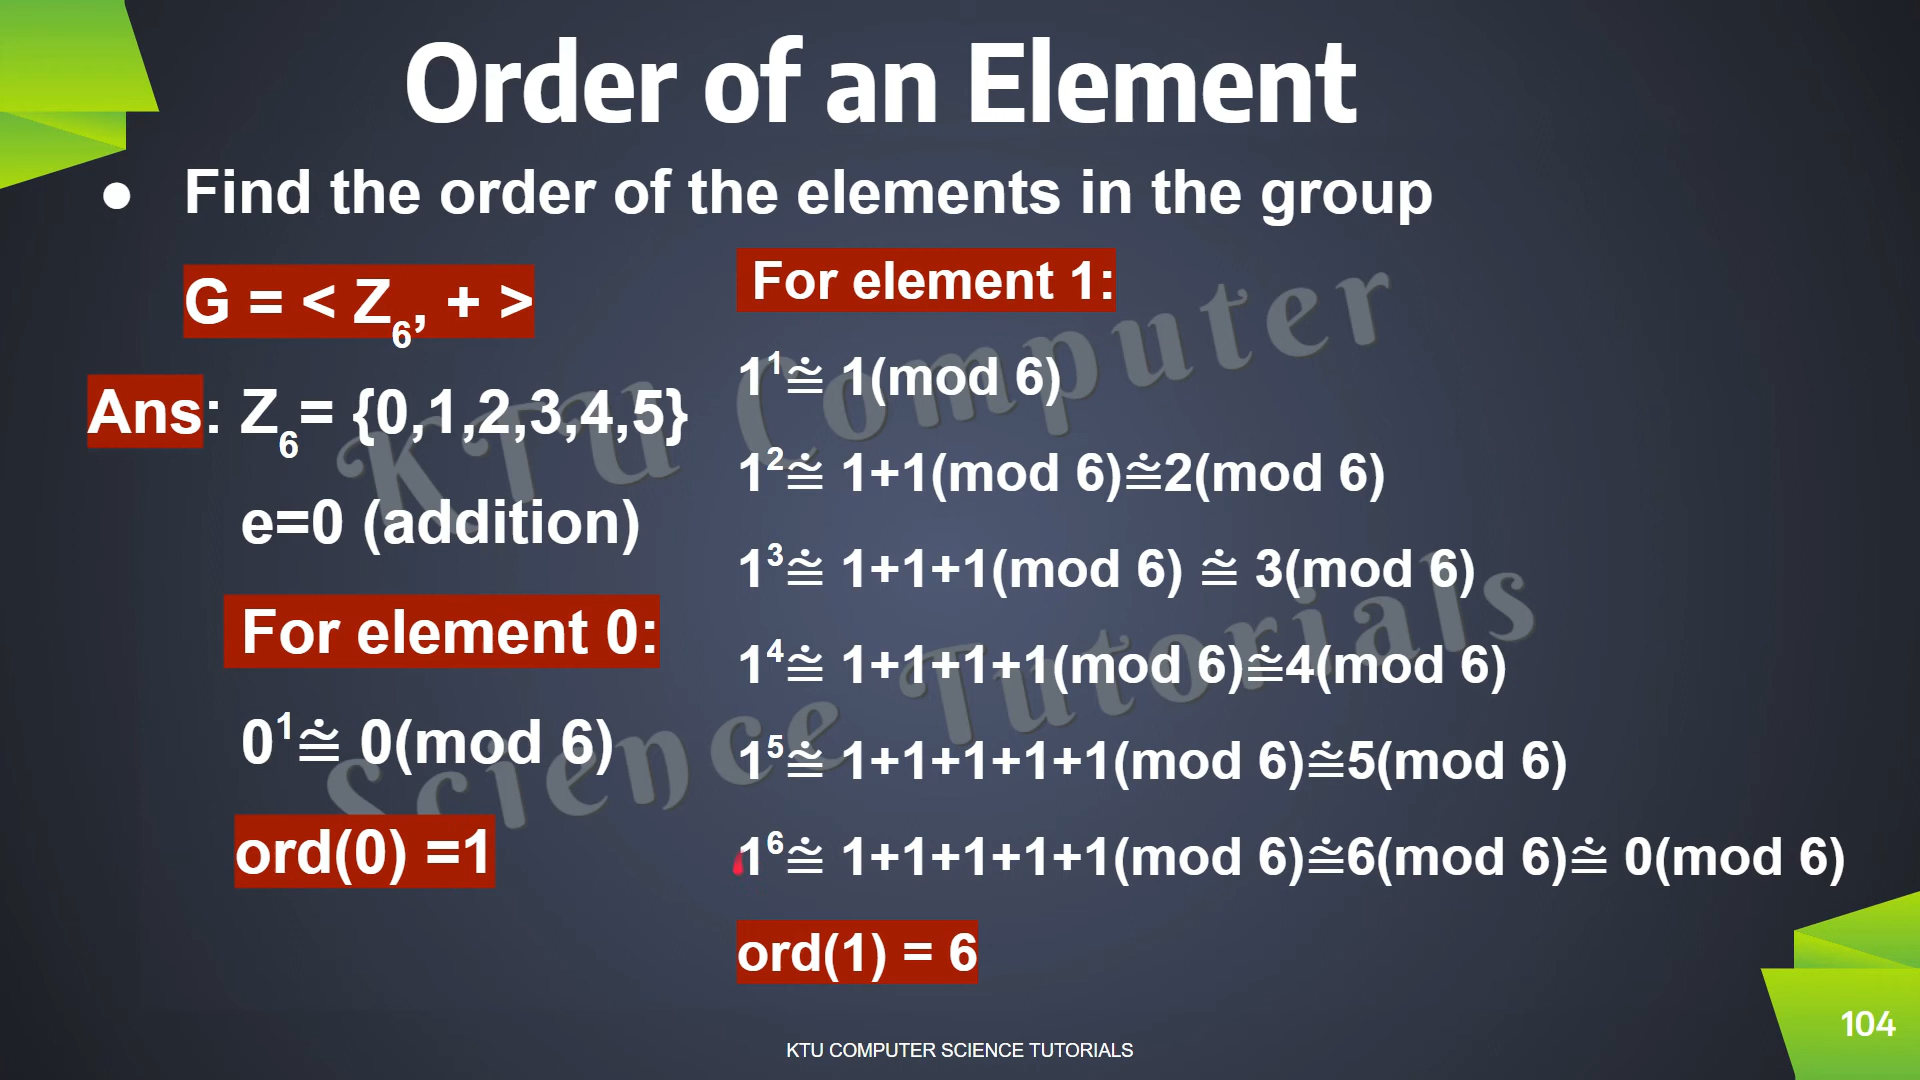 Order of an Element
● Find the order of the elements in the group
G = < Z₆, + >
Ans: Z₆= {0,1,2,3,4,5}
e=0 (addition)
For element 0:
0¹≅̇ 0(mod 6)
ord(0) =1
For element 1:
1¹≅̇ 1(mod 6)
1²≅̇ 1+1(mod 6)≅̇2(mod 6)
1³≅̇ 1+1+1(mod 6) ≅̇ 3(mod 6)
1⁴≅̇ 1+1+1+1(mod 6)≅̇4(mod 6)
1⁵≅̇ 1+1+1+1+1(mod 6)≅̇5(mod 6)
1⁶≅̇ 1+1+1+1+1(mod 6)≅̇6(mod 6)≅̇ 0(mod 6)
ord(1) = 6
KTU Computer
Science Tutorials
KTU COMPUTER SCIENCE TUTORIALS
104